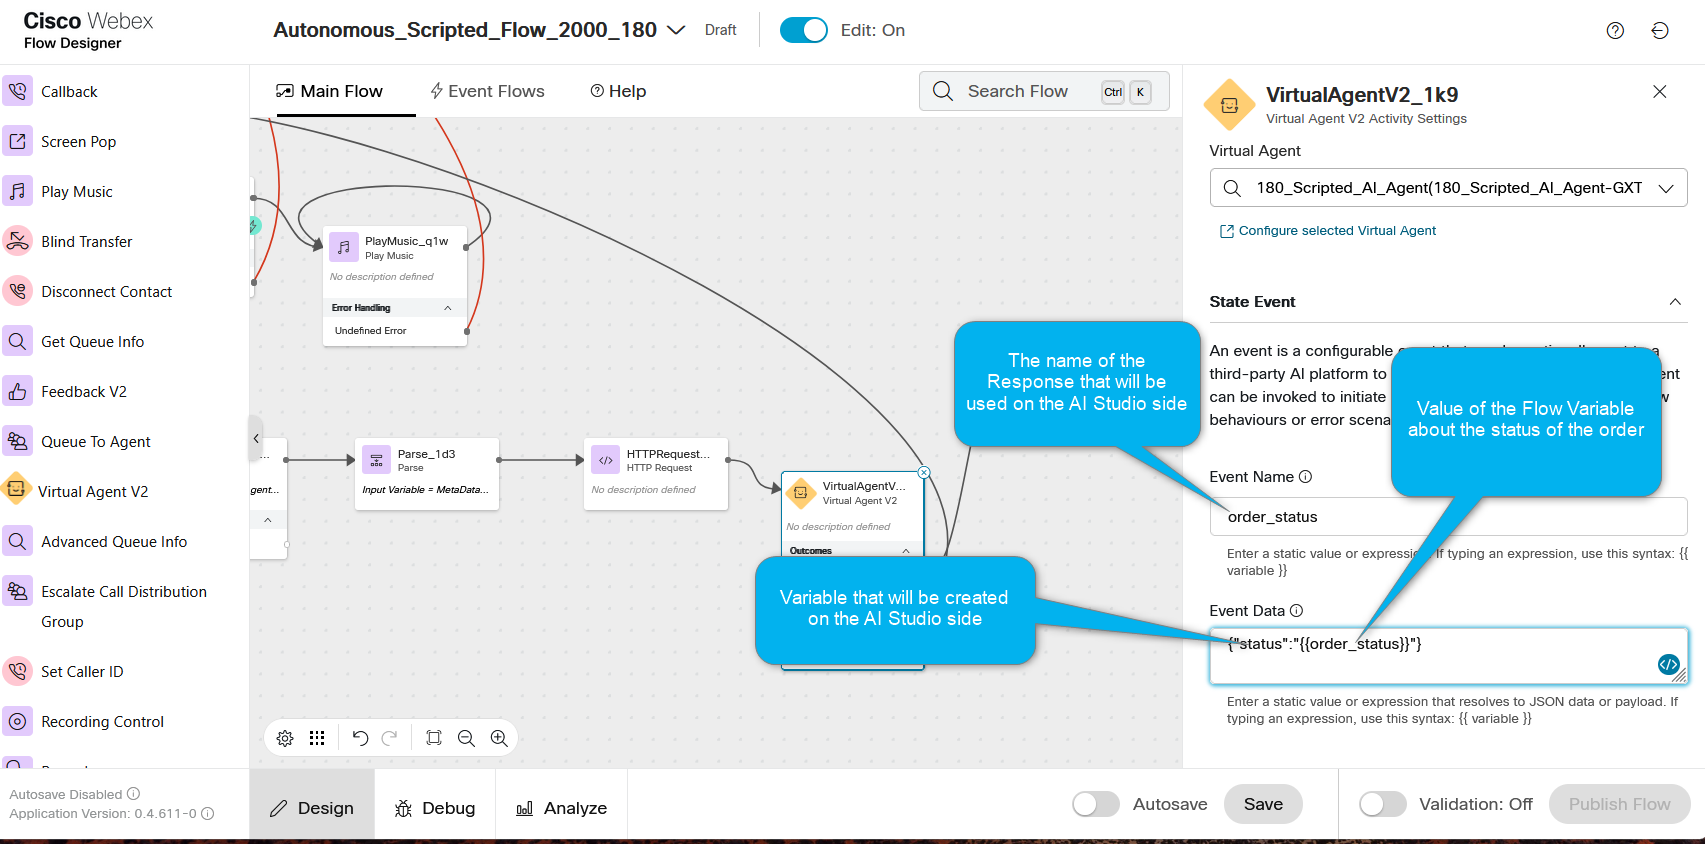 Cisco Webex
Flow Designer
Autonomous_Scripted_Flow_2000_180
Draft
Edit: On
Callback
Screen Pop
Play Music
Blind Transfer
Disconnect Contact
Get Queue Info
Feedback V2
Queue To Agent
Virtual Agent V2
Advanced Queue Info
Escalate Call Distribution
Group
Set Caller ID
Recording Control
Autosave Disabled
Application Version: 0.4.611-0
Main Flow
Event Flows
Help
Search Flow
Ctrl
K
PlayMusic_q1w
Play Music
No description defined
Error Handling
Undefined Error
...
gent...
Parse_1d3
Parse
Input Variable = MetaData...
HTTPRequest...
HTTP Request
No description defined
VirtualAgentV...
Virtual Agent V2
No description defined
Outcomes
The name of the
Response that will be
used on the AI Studio side
Variable that will be created
on the AI Studio side
Value of the Flow Variable
about the status of the order
VirtualAgentV2_1k9
Virtual Agent V2 Activity Settings
Virtual Agent
180_Scripted_AI_Agent(180_Scripted_AI_Agent-GXT
Configure selected Virtual Agent
State Event
An event is a configurable
third-party AI platform to
can be invoked to initiate
behaviours or error
Event Name
order_status
Enter a static value or expression. If typing an expression, use this syntax: {{
variable }}
Event Data
{"status":"{{order_status}}"}
Enter a static value or expression that resolves to JSON data or payload. If
typing an expression, use this syntax: {{ variable }}
Design
Debug
Analyze
Autosave
Save
Validation: Off
Publish Flow